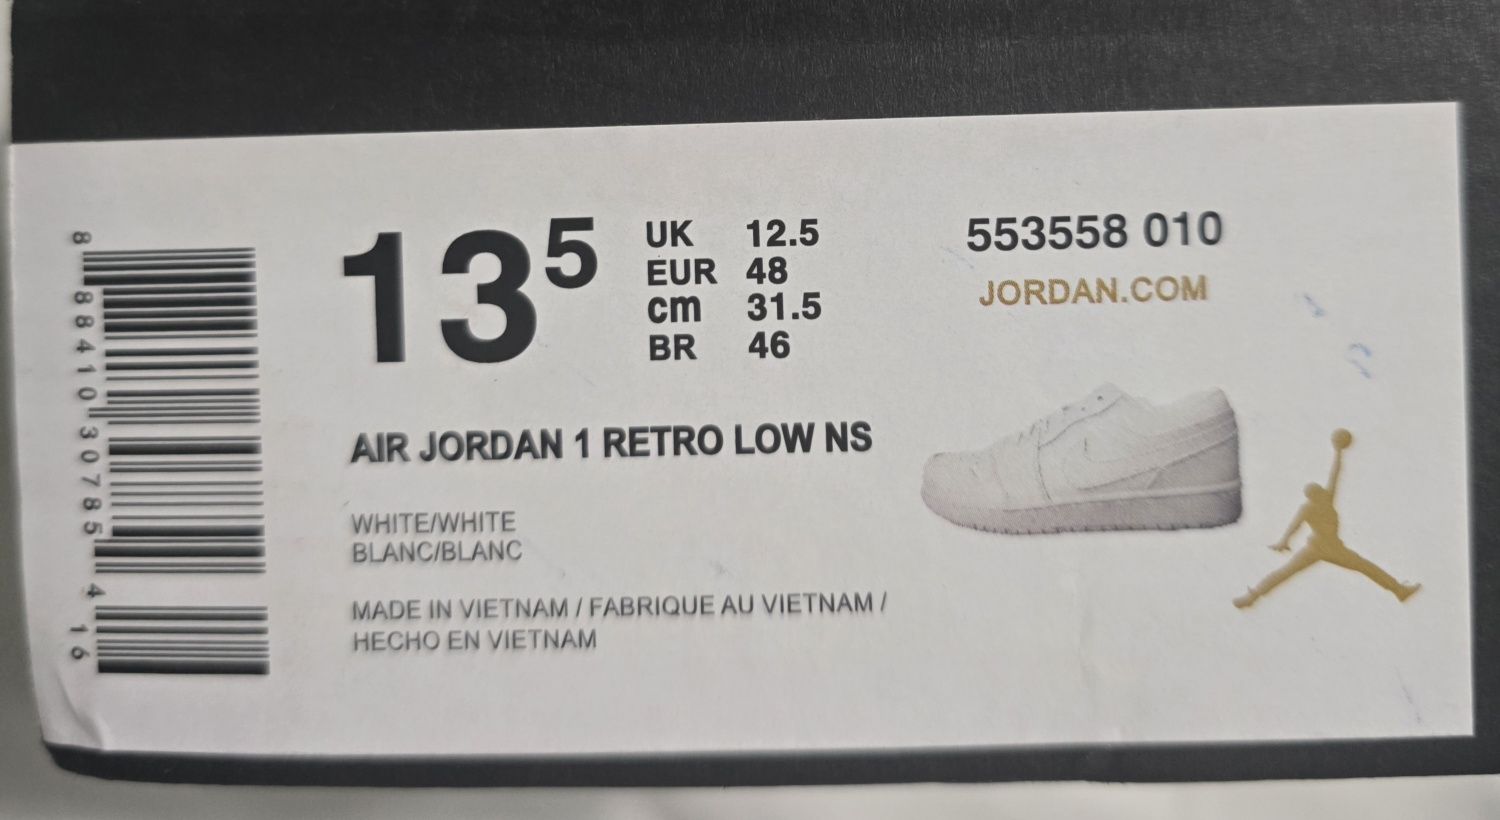 13 5
UK 12.5
EUR 48
cm 31.5
BR 46
553558 010
JORDAN.COM
AIR JORDAN 1 RETRO LOW NS
WHITE/WHITE
BLANC/BLANC
MADE IN VIETNAM / FABRIQUE AU VIETNAM /
HECHO EN VIETNAM
8 88410 30785 4 16